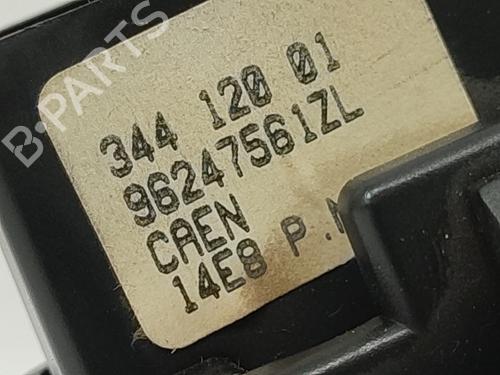 B-PARTS
344 120 01
96247561ZL
CAEN
14E8 P.